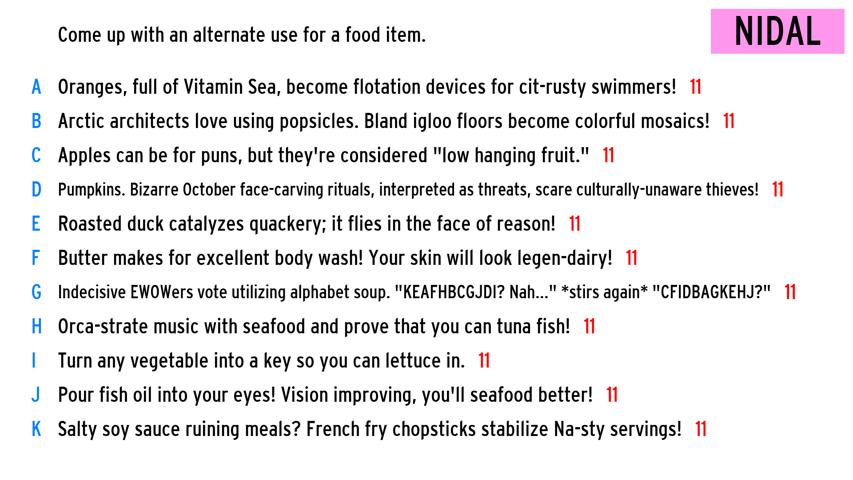 Come up with an alternate use for a food item.
NIDAL
A Oranges, full of Vitamin Sea, become flotation devices for cit-rusty swimmers! 11
B Arctic architects love using popsicles. Bland igloo floors become colorful mosaics! 11
C Apples can be for puns, but they're considered "low hanging fruit." 11
D Pumpkins. Bizarre October face-carving rituals, interpreted as threats, scare culturally-unaware thieves! 11
E Roasted duck catalyzes quackery; it flies in the face of reason! 11
F Butter makes for excellent body wash! Your skin will look legen-dairy! 11
G Indecisive EWOWers vote utilizing alphabet soup. "KEAFHBCGJDI? Nah..." *stirs again* "CFIDBAGKEHJ?" 11
H Orca-strate music with seafood and prove that you can tuna fish! 11
I Turn any vegetable into a key so you can lettuce in. 11
J Pour fish oil into your eyes! Vision improving, you'll seafood better! 11
K Salty soy sauce ruining meals? French fry chopsticks stabilize Na-sty servings! 11